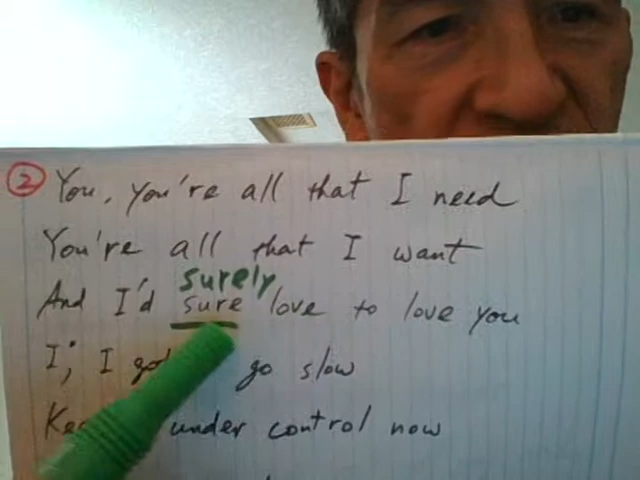 ② You, you're all that I need
You're all that I want
surely
And I'd sure love to love you
I; I go slow
under control now